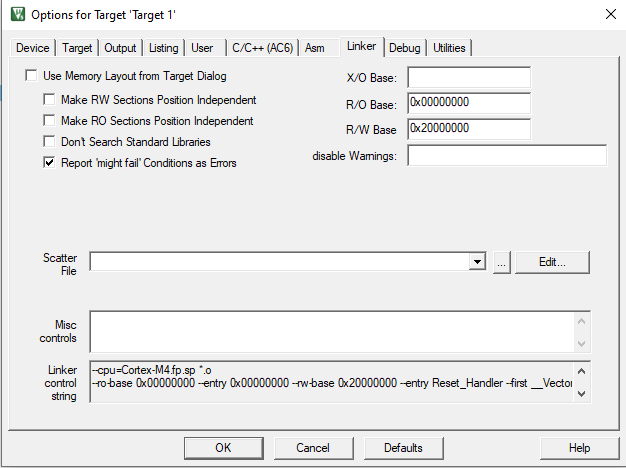 Options for Target 'Target 1'
Device Target Output Listing User C/C++ (AC6) Asm Linker Debug Utilities
Use Memory Layout from Target Dialog
Make RW Sections Position Independent
Make RO Sections Position Independent
Don't Search Standard Libraries
Report 'might fail' Conditions as Errors
X/O Base:
R/O Base: 0x00000000
R/W Base 0x20000000
disable Warnings:
Scatter
File
... Edit...
Misc
controls
Linker
control
string
--cpu=Cortex-M4.fp.sp *.o
--ro-base 0x00000000 --entry 0x00000000 --rw-base 0x20000000 --entry Reset_Handler --first __Vector
OK Cancel Defaults Help